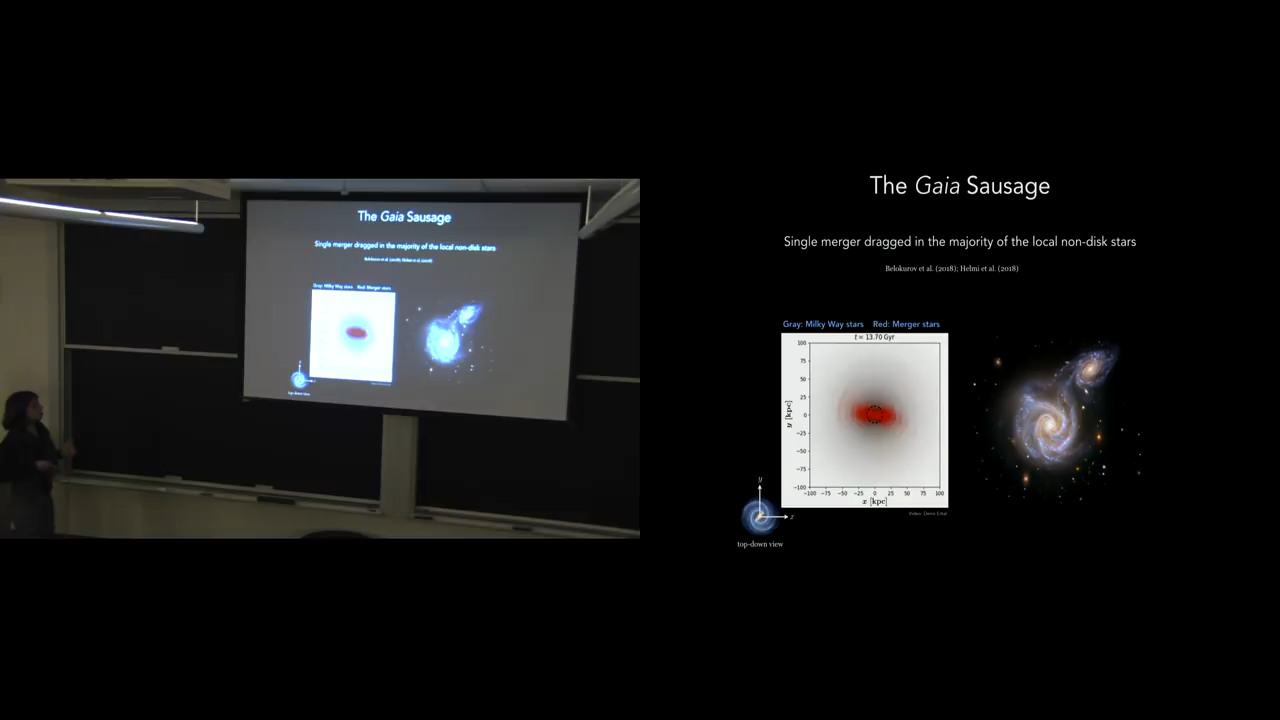 The Gaia Sausage
Single merger dragged in the majority of the local non-disk stars
Gray: Milky Way stars Red: Merger stars
top-down view
The Gaia Sausage
Single merger dragged in the majority of the local non-disk stars
Belokurov et al. (2018); Helmi et al. (2018)
Gray: Milky Way stars Red: Merger stars
t = 13.70 Gyr
100
75
50
25
0
−25
−50
−75
−100
y [kpc]
−100 −75 −50 −25 0 25 50 75 100
x [kpc]
y
x
top-down view